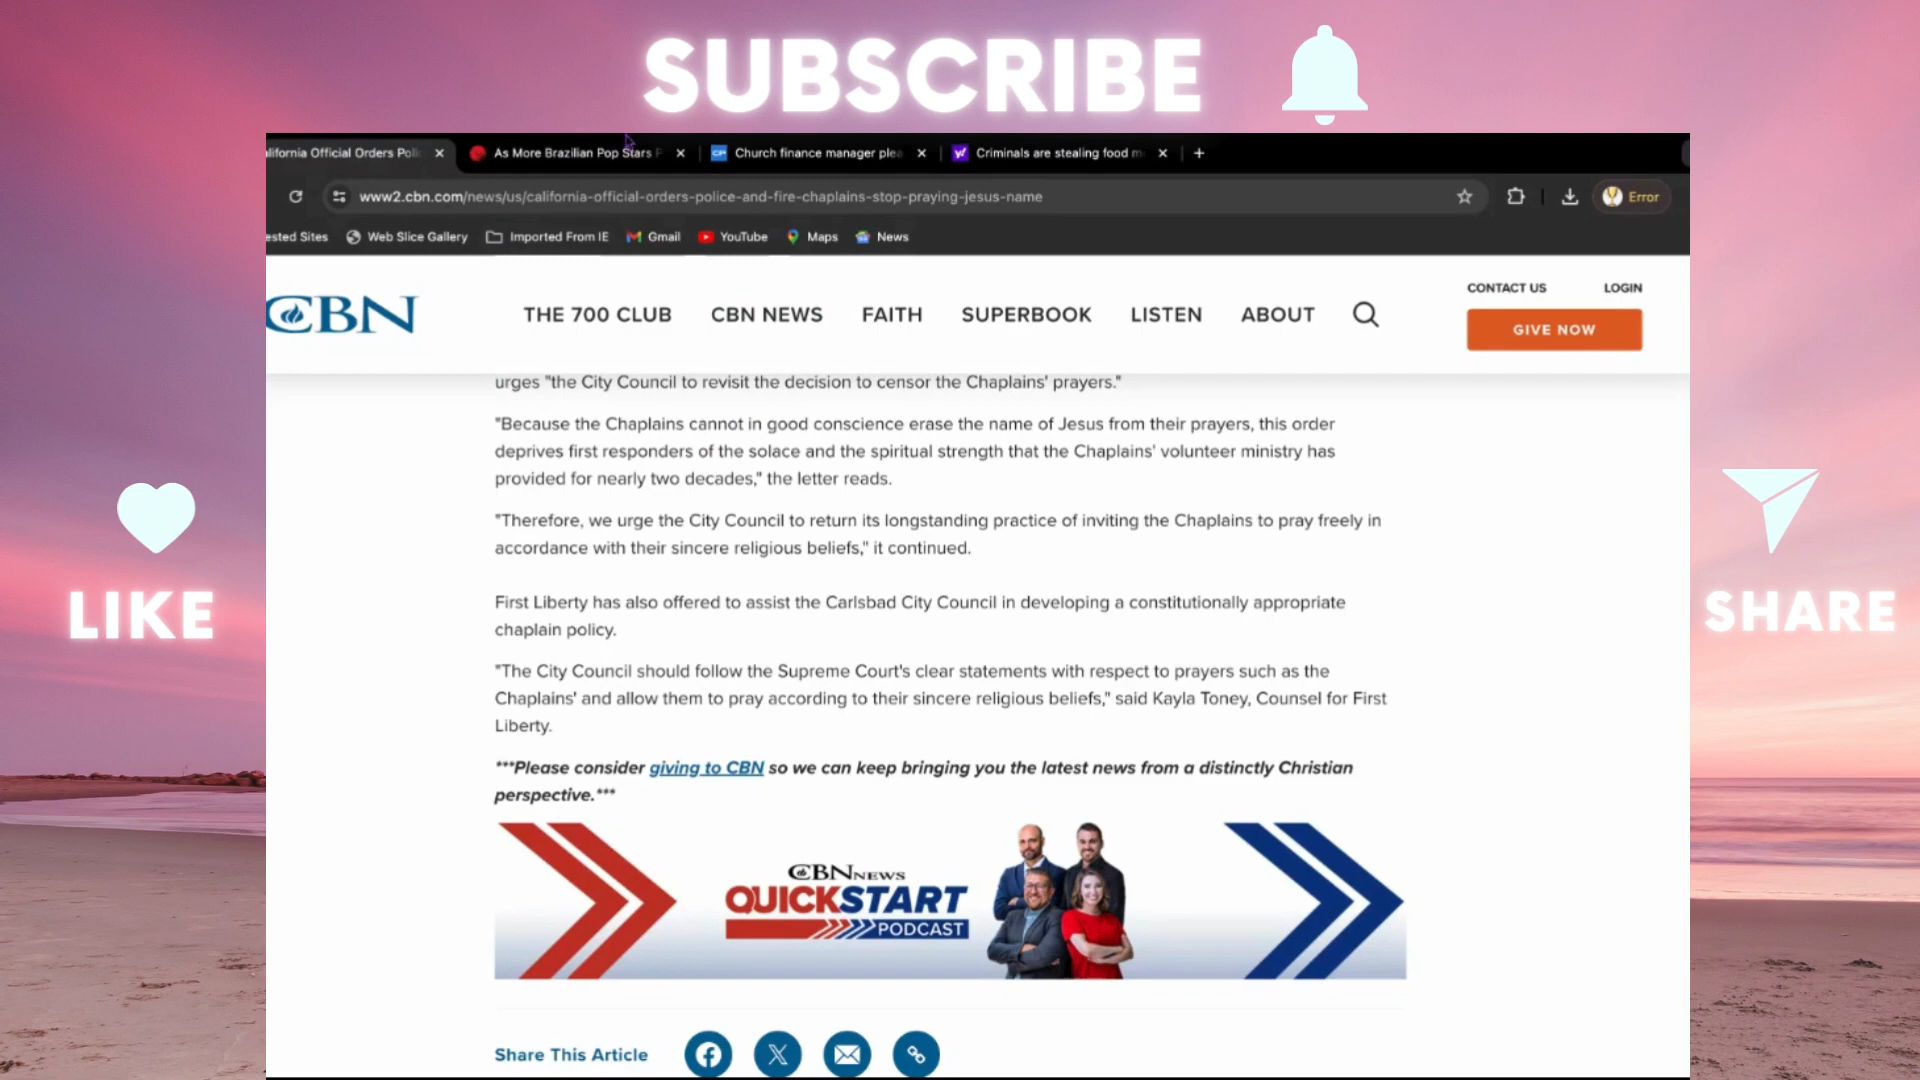 SUBSCRIBE
alifornia Official Orders Poli
As More Brazilian Pop Stars P
CP Church finance manager plea
Criminals are stealing food m
www2.cbn.com/news/us/california-official-orders-police-and-fire-chaplains-stop-praying-jesus-name
Error
ested Sites
Web Slice Gallery
Imported From IE
Gmail
YouTube
Maps
News
CBN
THE 700 CLUB
CBN NEWS
FAITH
SUPERBOOK
LISTEN
ABOUT
CONTACT US
LOGIN
GIVE NOW
urges "the City Council to revisit the decision to censor the Chaplains' prayers."
"Because the Chaplains cannot in good conscience erase the name of Jesus from their prayers, this order
deprives first responders of the solace and the spiritual strength that the Chaplains' volunteer ministry has
provided for nearly two decades," the letter reads.
"Therefore, we urge the City Council to return its longstanding practice of inviting the Chaplains to pray freely in
accordance with their sincere religious beliefs," it continued.
First Liberty has also offered to assist the Carlsbad City Council in developing a constitutionally appropriate
chaplain policy.
"The City Council should follow the Supreme Court's clear statements with respect to prayers such as the
Chaplains' and allow them to pray according to their sincere religious beliefs," said Kayla Toney, Counsel for First
Liberty.
***Please consider giving to CBN so we can keep bringing you the latest news from a distinctly Christian
perspective.***
CBN NEWS
QUICKSTART
PODCAST
Share This Article
LIKE
SHARE